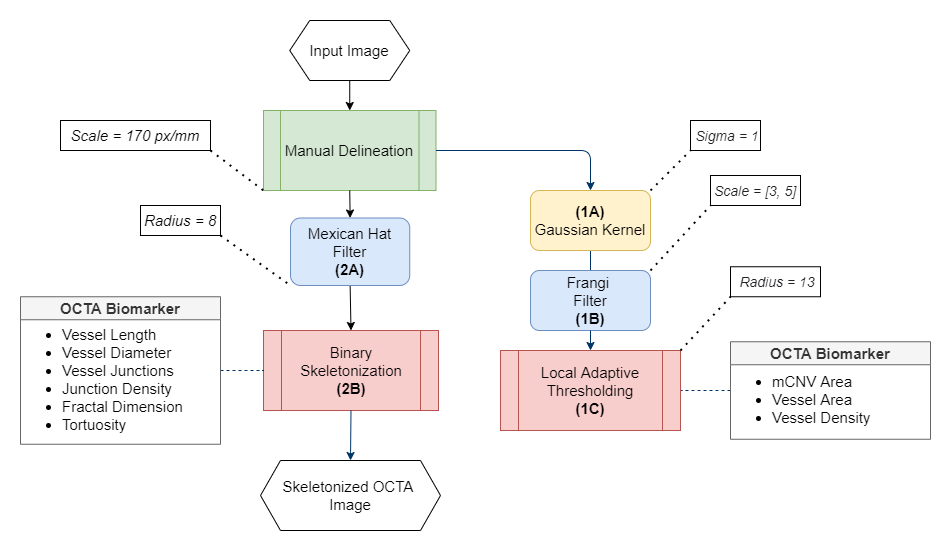 Input Image
Scale = 170 px/mm
Manual Delineation
Sigma = 1
Scale = [3, 5]
Radius = 8
(1A)
Gaussian Kernel
Mexican Hat
Filter
(2A)
Frangi
Filter
(1B)
Radius = 13
OCTA Biomarker
• Vessel Length
• Vessel Diameter
• Vessel Junctions
• Junction Density
• Fractal Dimension
• Tortuosity
Binary
Skeletonization
(2B)
Local Adaptive
Thresholding
(1C)
OCTA Biomarker
• mCNV Area
• Vessel Area
• Vessel Density
Skeletonized OCTA
Image